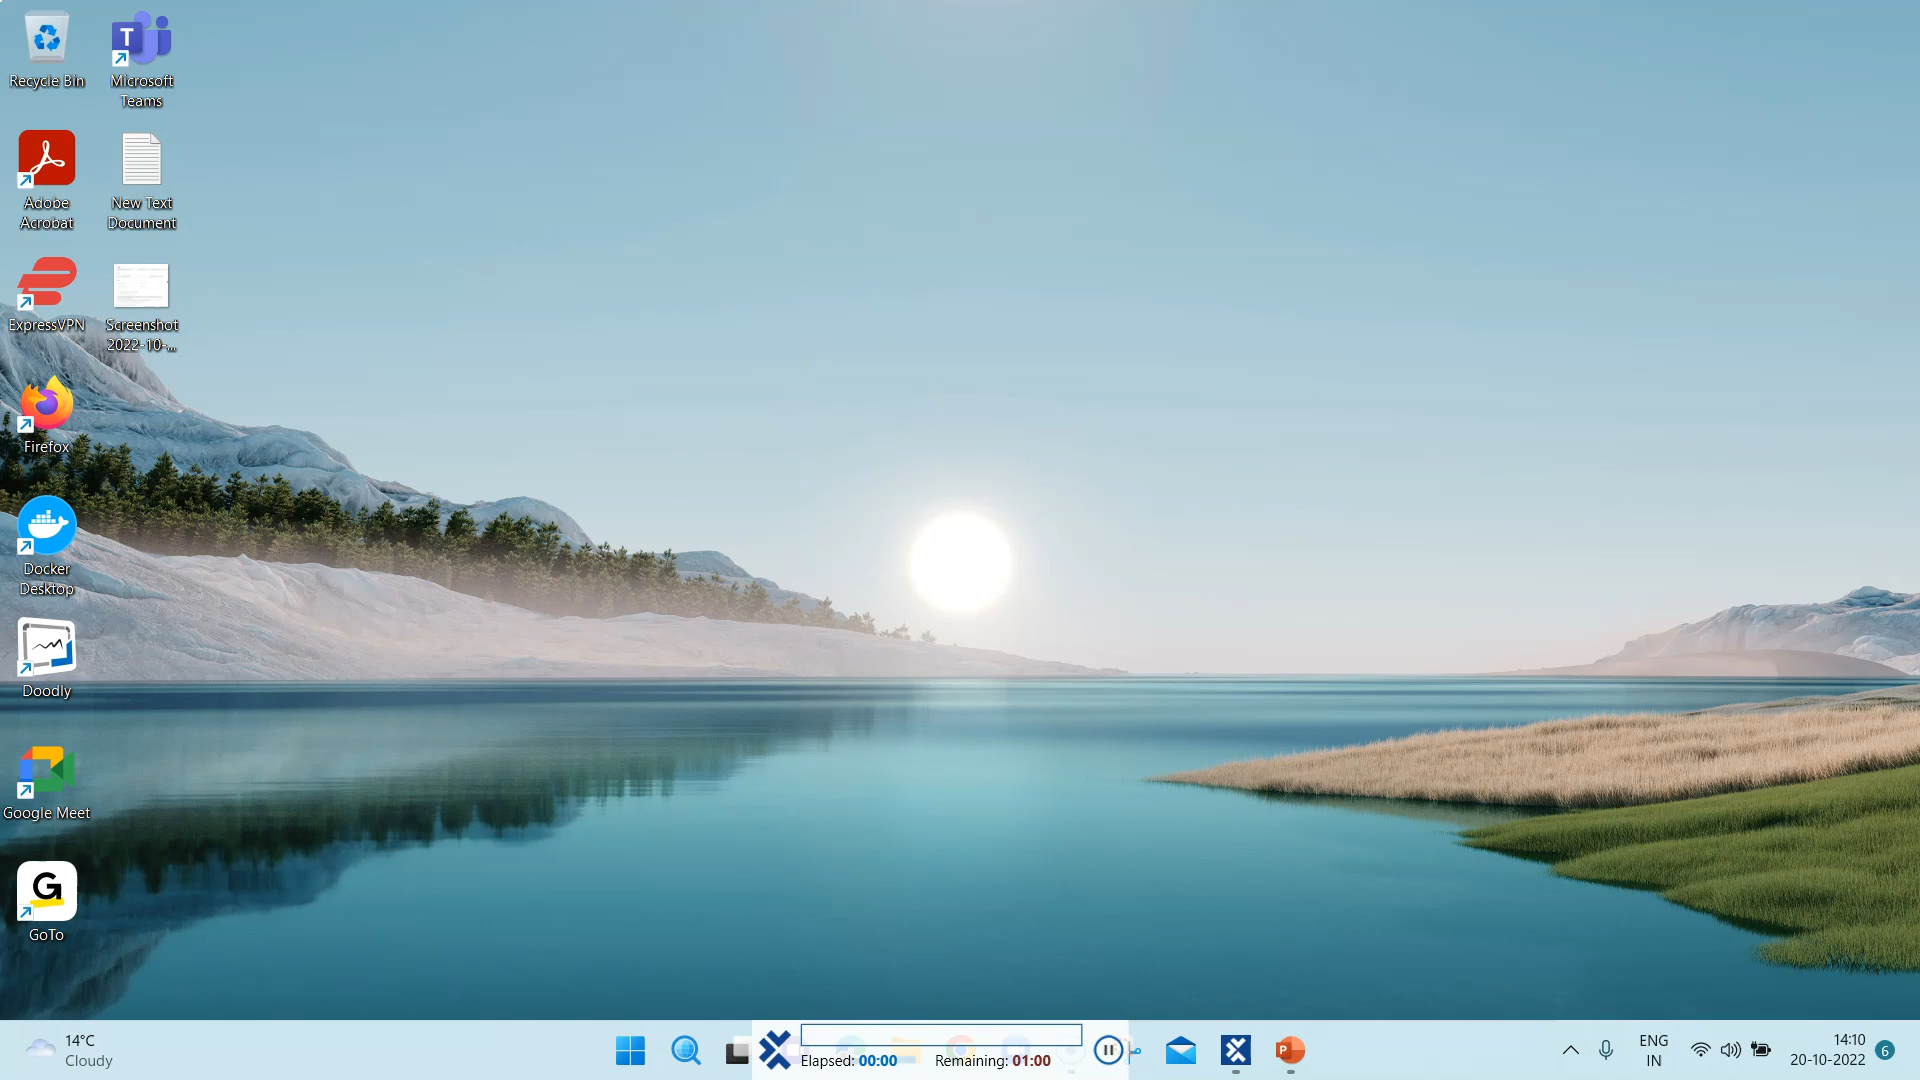 Recycle Bin
Microsoft
Teams
Adobe
Acrobat
New Text
Document
ExpressVPN
Screenshot
2022-10-...
Firefox
Docker
Desktop
Doodly
Google Meet
G
GoTo
14°C
Cloudy
Elapsed: 00:00
Remaining: 01:00
ENG
IN
14:10
20-10-2022
6
T
P